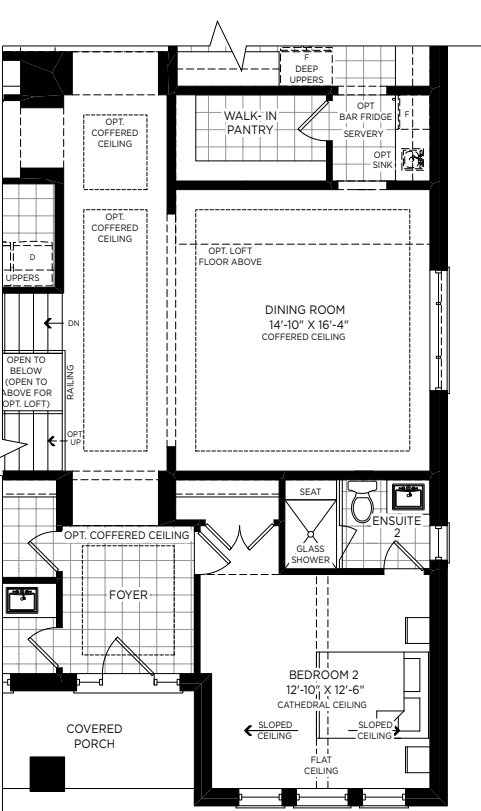 F
DEEP
UPPERS
OPT.
COFFERED
CEILING
WALK- IN
PANTRY
OPT
BAR FRIDGE
F
SERVERY
OPT
SINK
OPT.
COFFERED
CEILING
OPT. LOFT
FLOOR ABOVE
D
UPPERS
DINING ROOM
14'-10" X 16'-4"
COFFERED CEILING
DN
OPEN TO
BELOW
(OPEN TO
ABOVE FOR
OPT. LOFT)
RAILING
OPT.
UP
SEAT
ENSUITE
2
GLASS
SHOWER
OPT. COFFERED CEILING
FOYER
BEDROOM 2
12'-10" X 12'-6"
CATHEDRAL CEILING
SLOPED
CEILING
SLOPED
CEILING
FLAT
CEILING
COVERED
PORCH